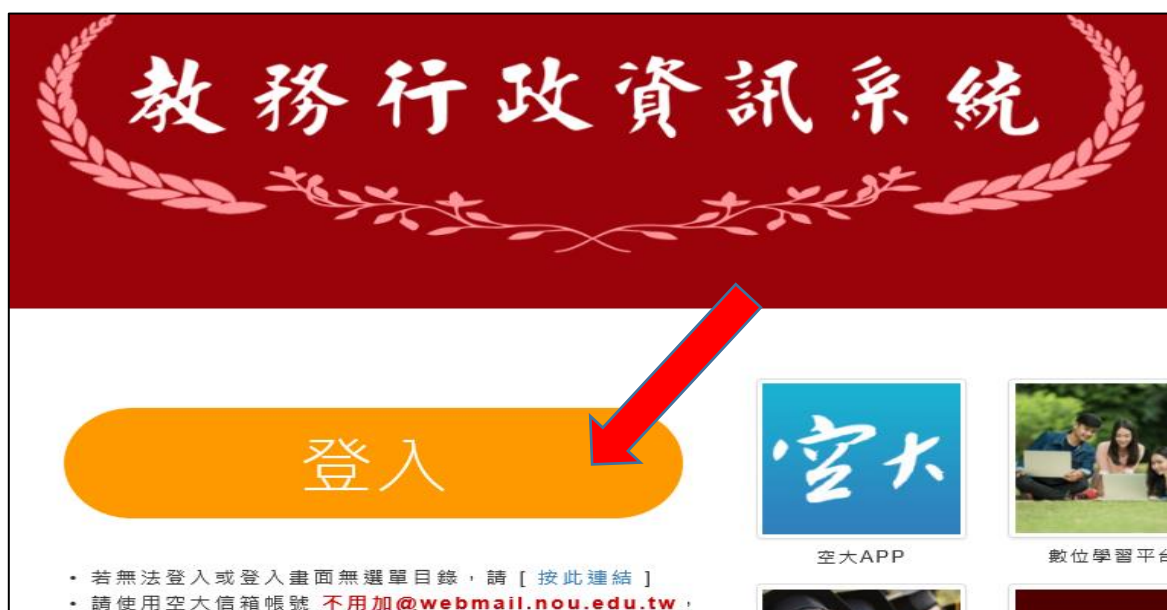 教務行政資訊系統
登入
空大
空大APP
數位學習平台
• 若無法登入或登入畫面無選單目錄，請 [ 按此連結 ]
• 請使用空大信箱帳號 不用加@webmail.nou.edu.tw，